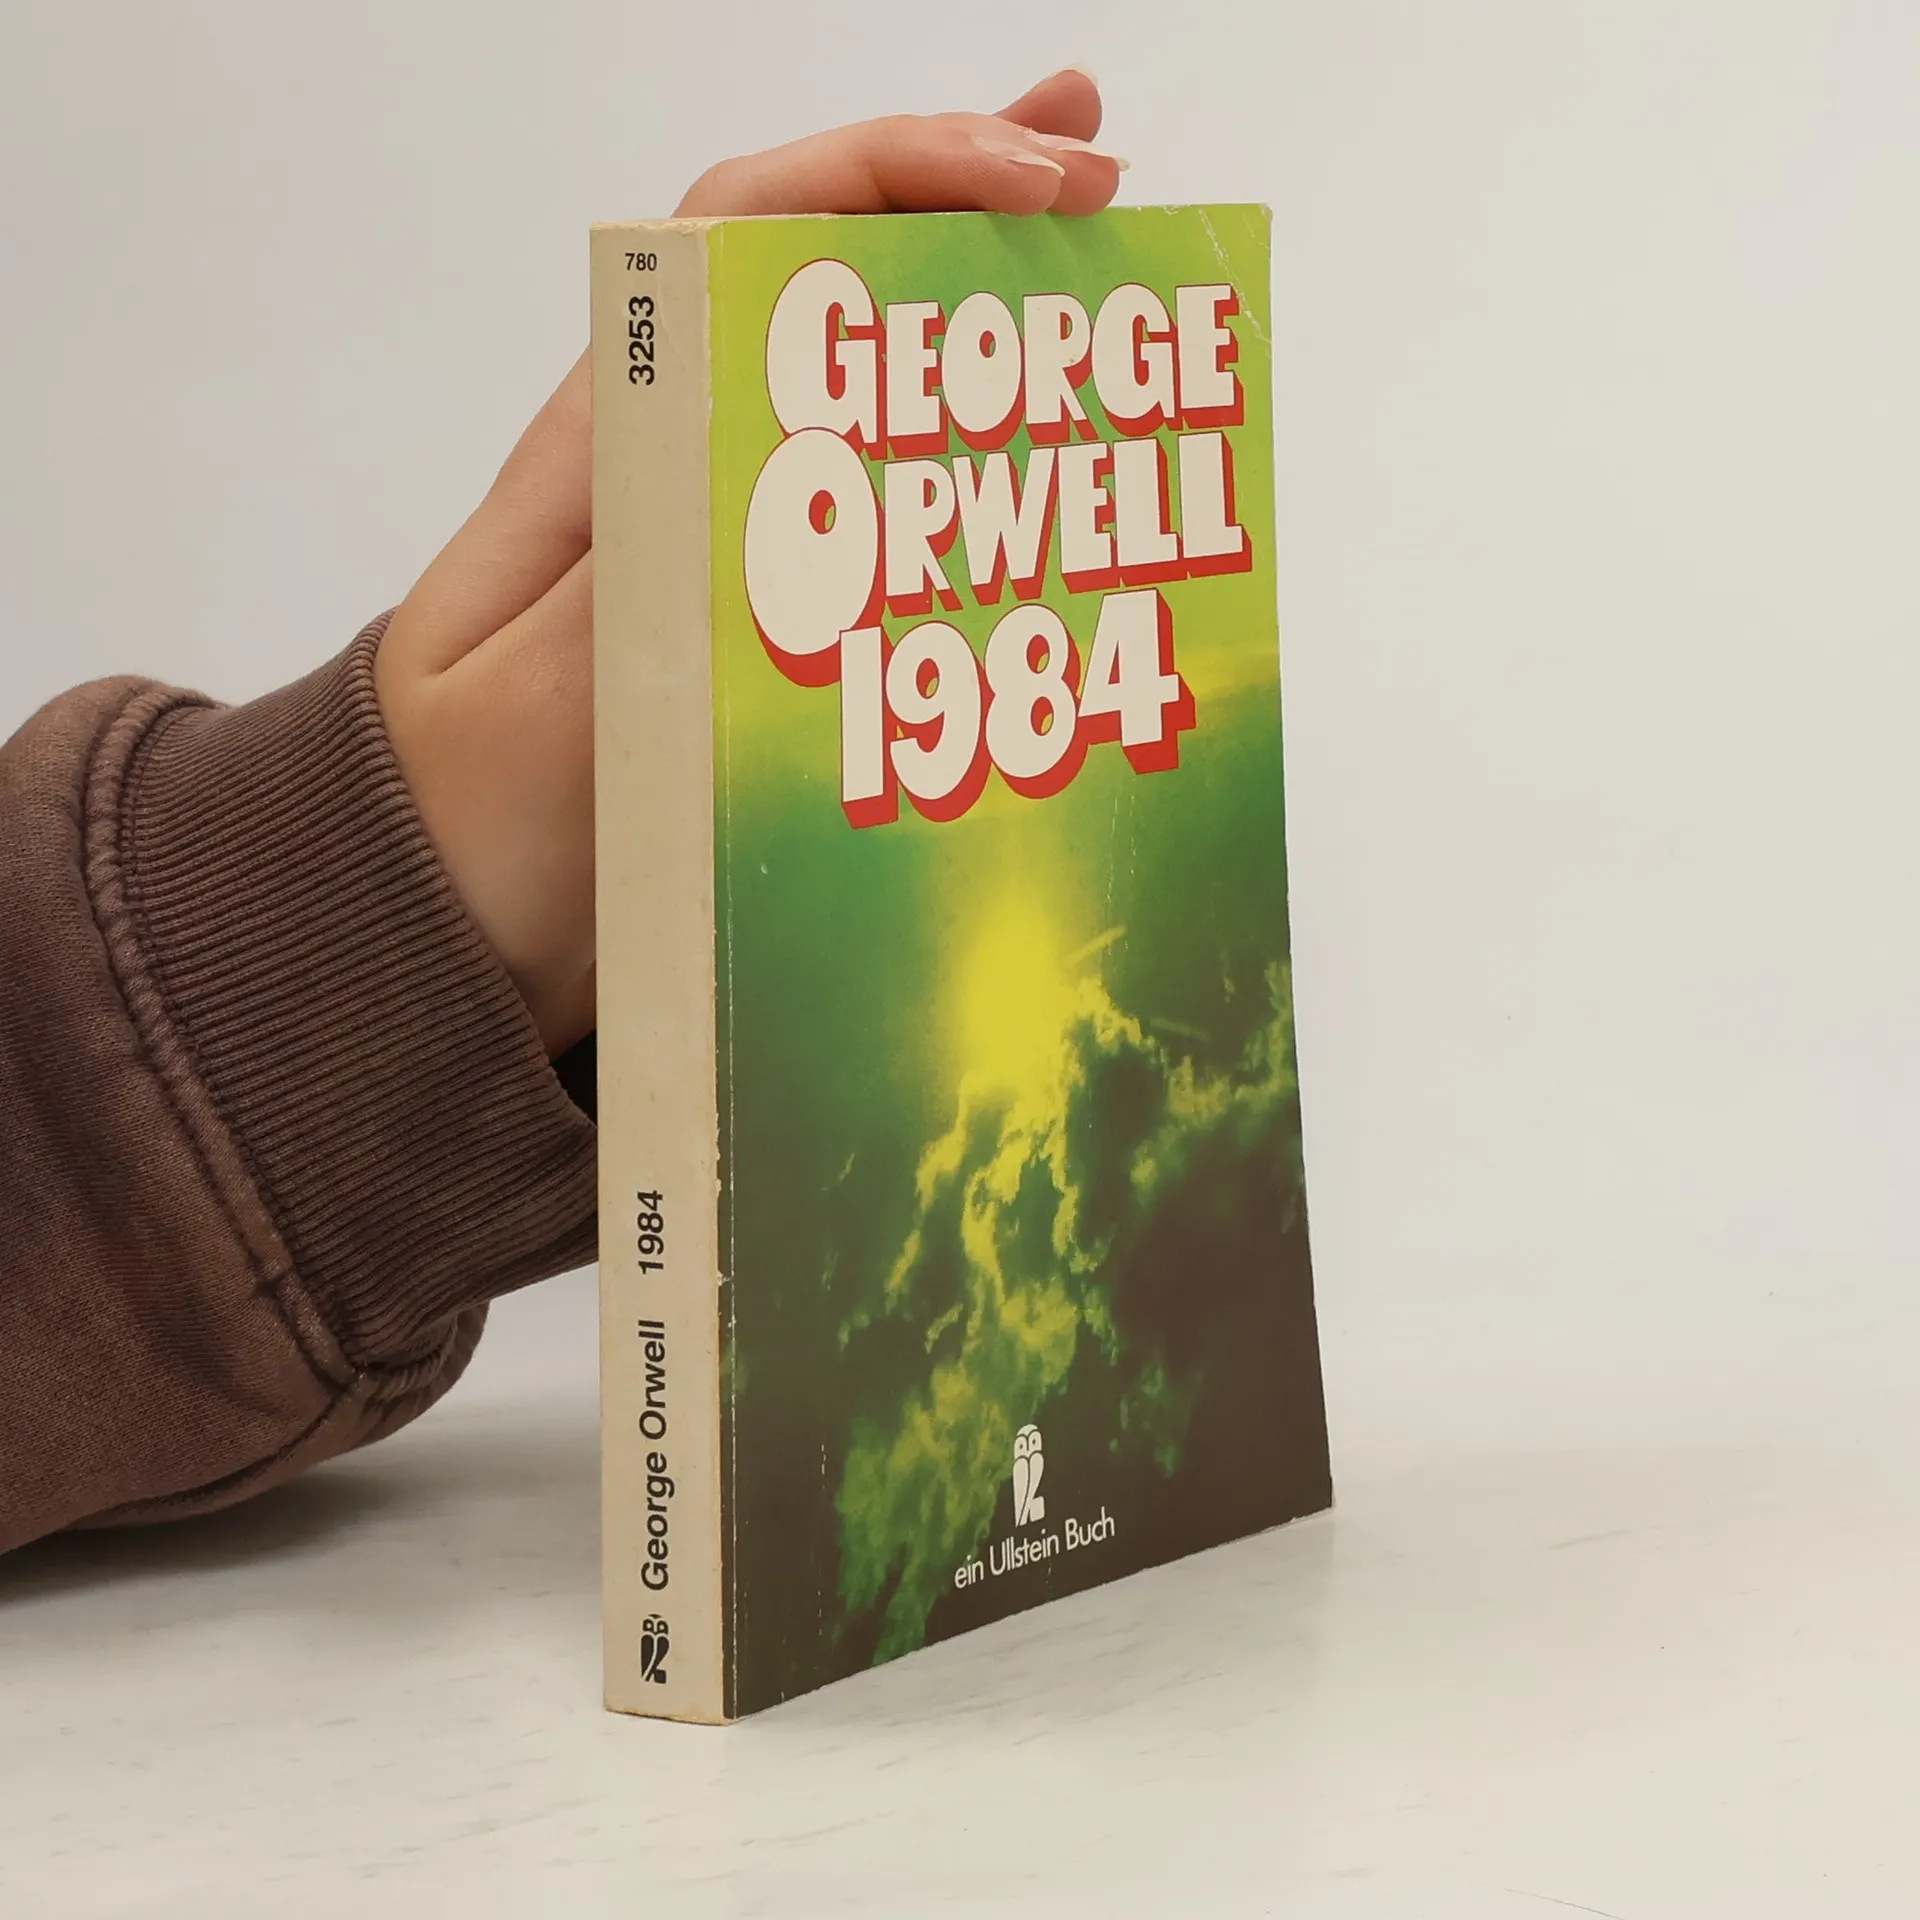 780
3253
George Orwell 1984
GEORGE
ORWELL
1984
ein Ullstein Buch